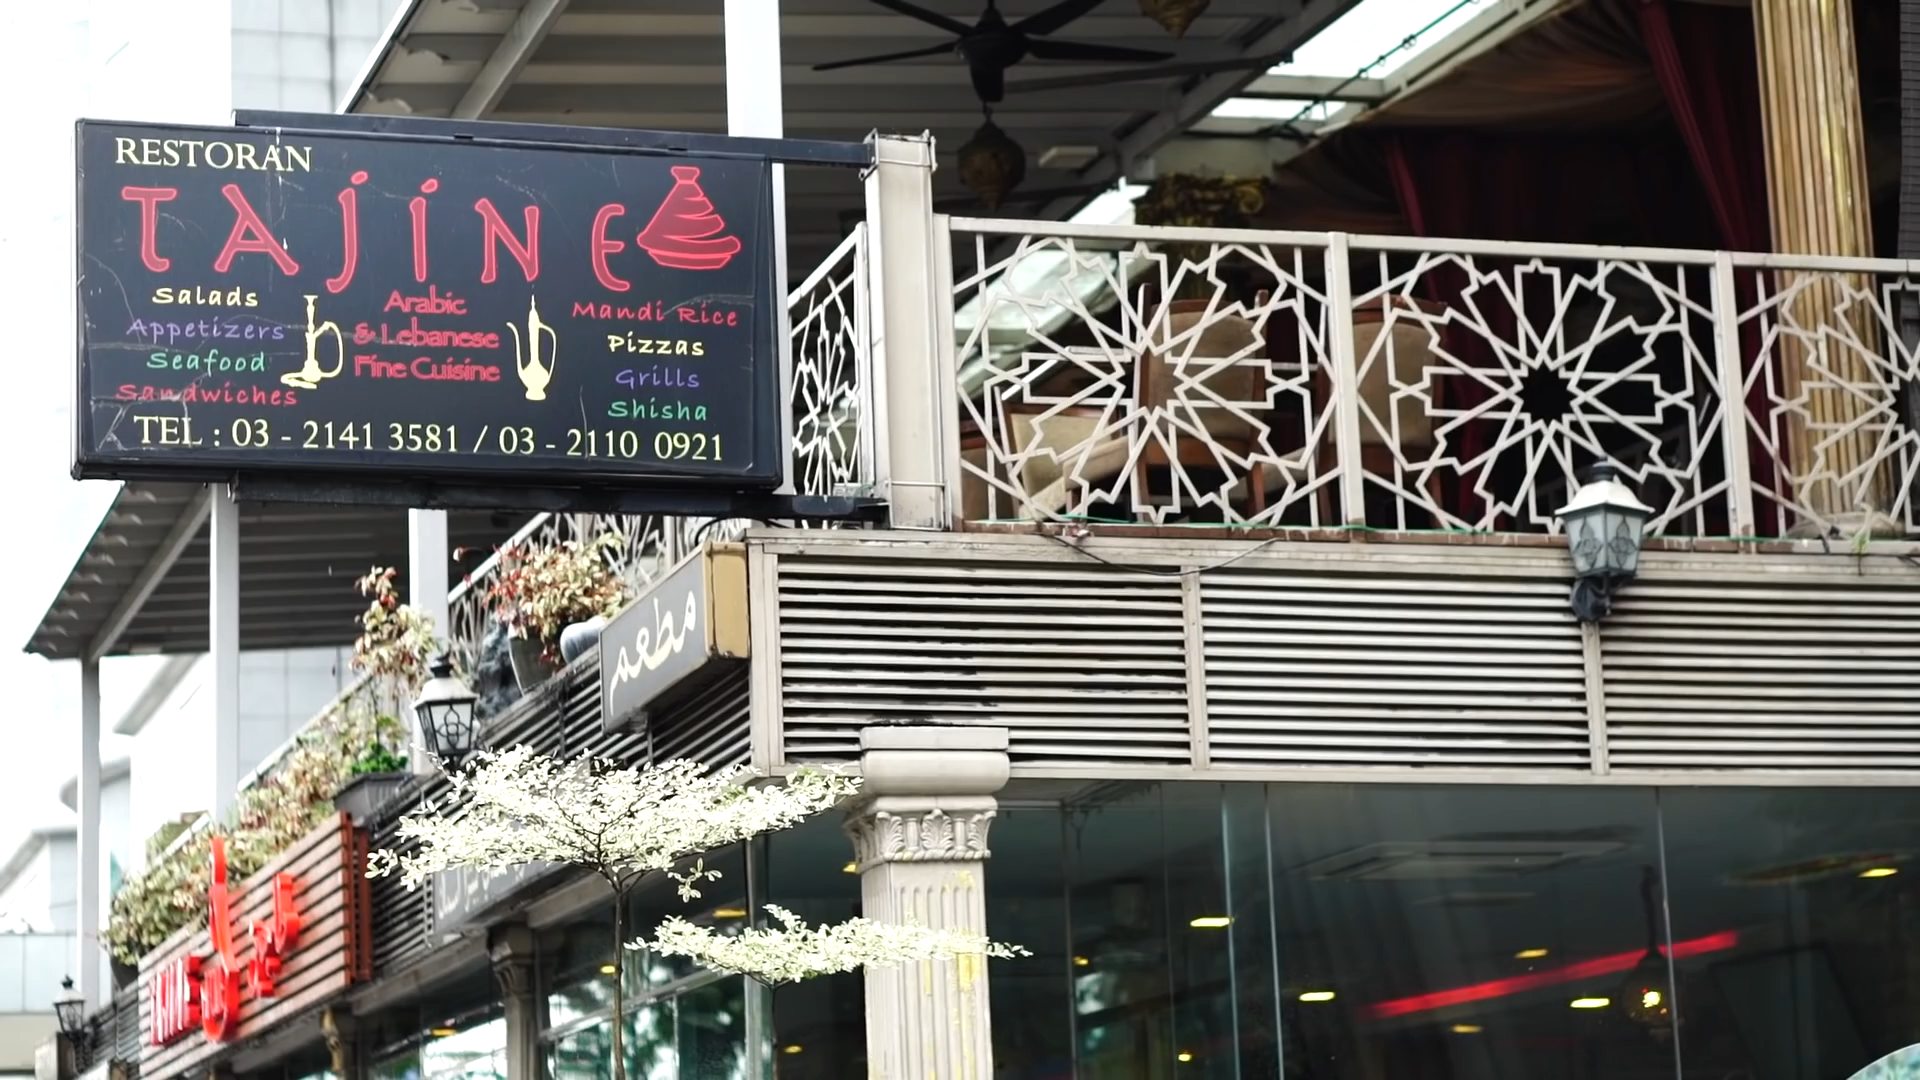 RESTORAN
TAJINE
Salads
Appetizers
Seafood
Sandwiches
Arabic
& Lebanese
Fine Cuisine
Mandi Rice
Pizzas
Grills
Shisha
TEL : 03 - 2141 3581 / 03 - 2110 0921
مطعم